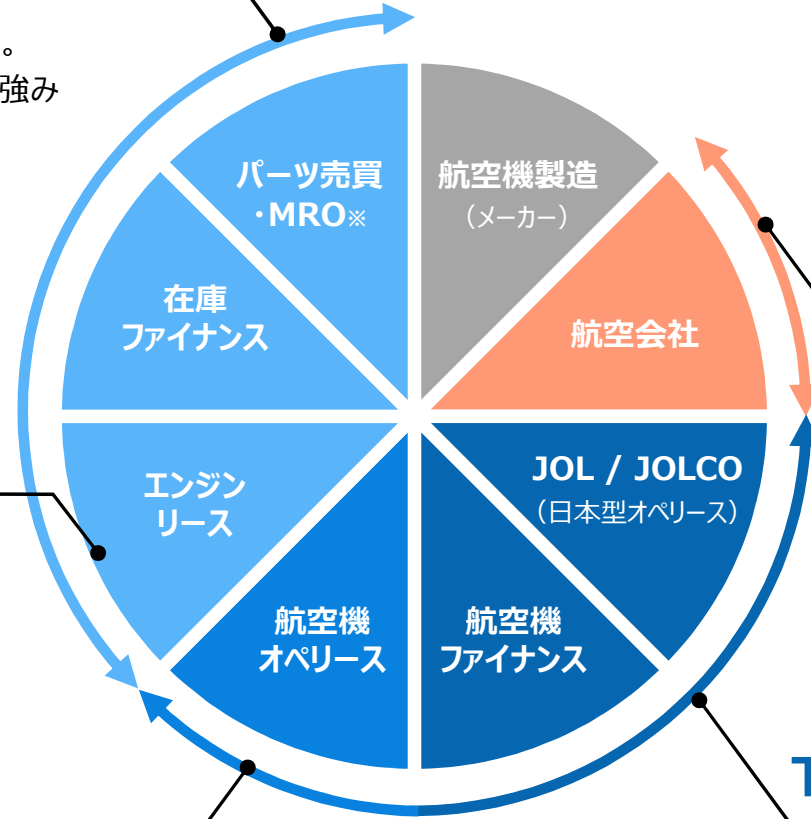 。
強み
パーツ売買
・MRO※
航空機製造
（メーカー）
在庫
ファイナンス
航空会社
エンジン
リース
JOL / JOLCO
（日本型オペリース）
航空機
オペリース
航空機
ファイナンス
T